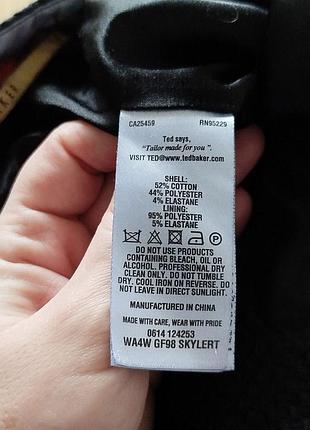 KER
CA25459 RN95229
Ted says,
"Tailor made for you".
VISIT TED@www.tedbaker.com
SHELL:
52% COTTON
44% POLYESTER
4% ELASTANE
LINING:
95% POLYESTER
5% ELASTANE
DO NOT USE PRODUCTS
CONTAINING BLEACH, OIL OR
ALCOHOL. PROFESSIONAL DRY
CLEAN ONLY. DO NOT TUMBLE
DRY. COOL IRON ON REVERSE. DO
NOT LEAVE IN DIRECT SUNLIGHT.
MANUFACTURED IN CHINA
MADE WITH CARE, WEAR WITH PRIDE
0614 124253
WA4W GF98 SKYLERT